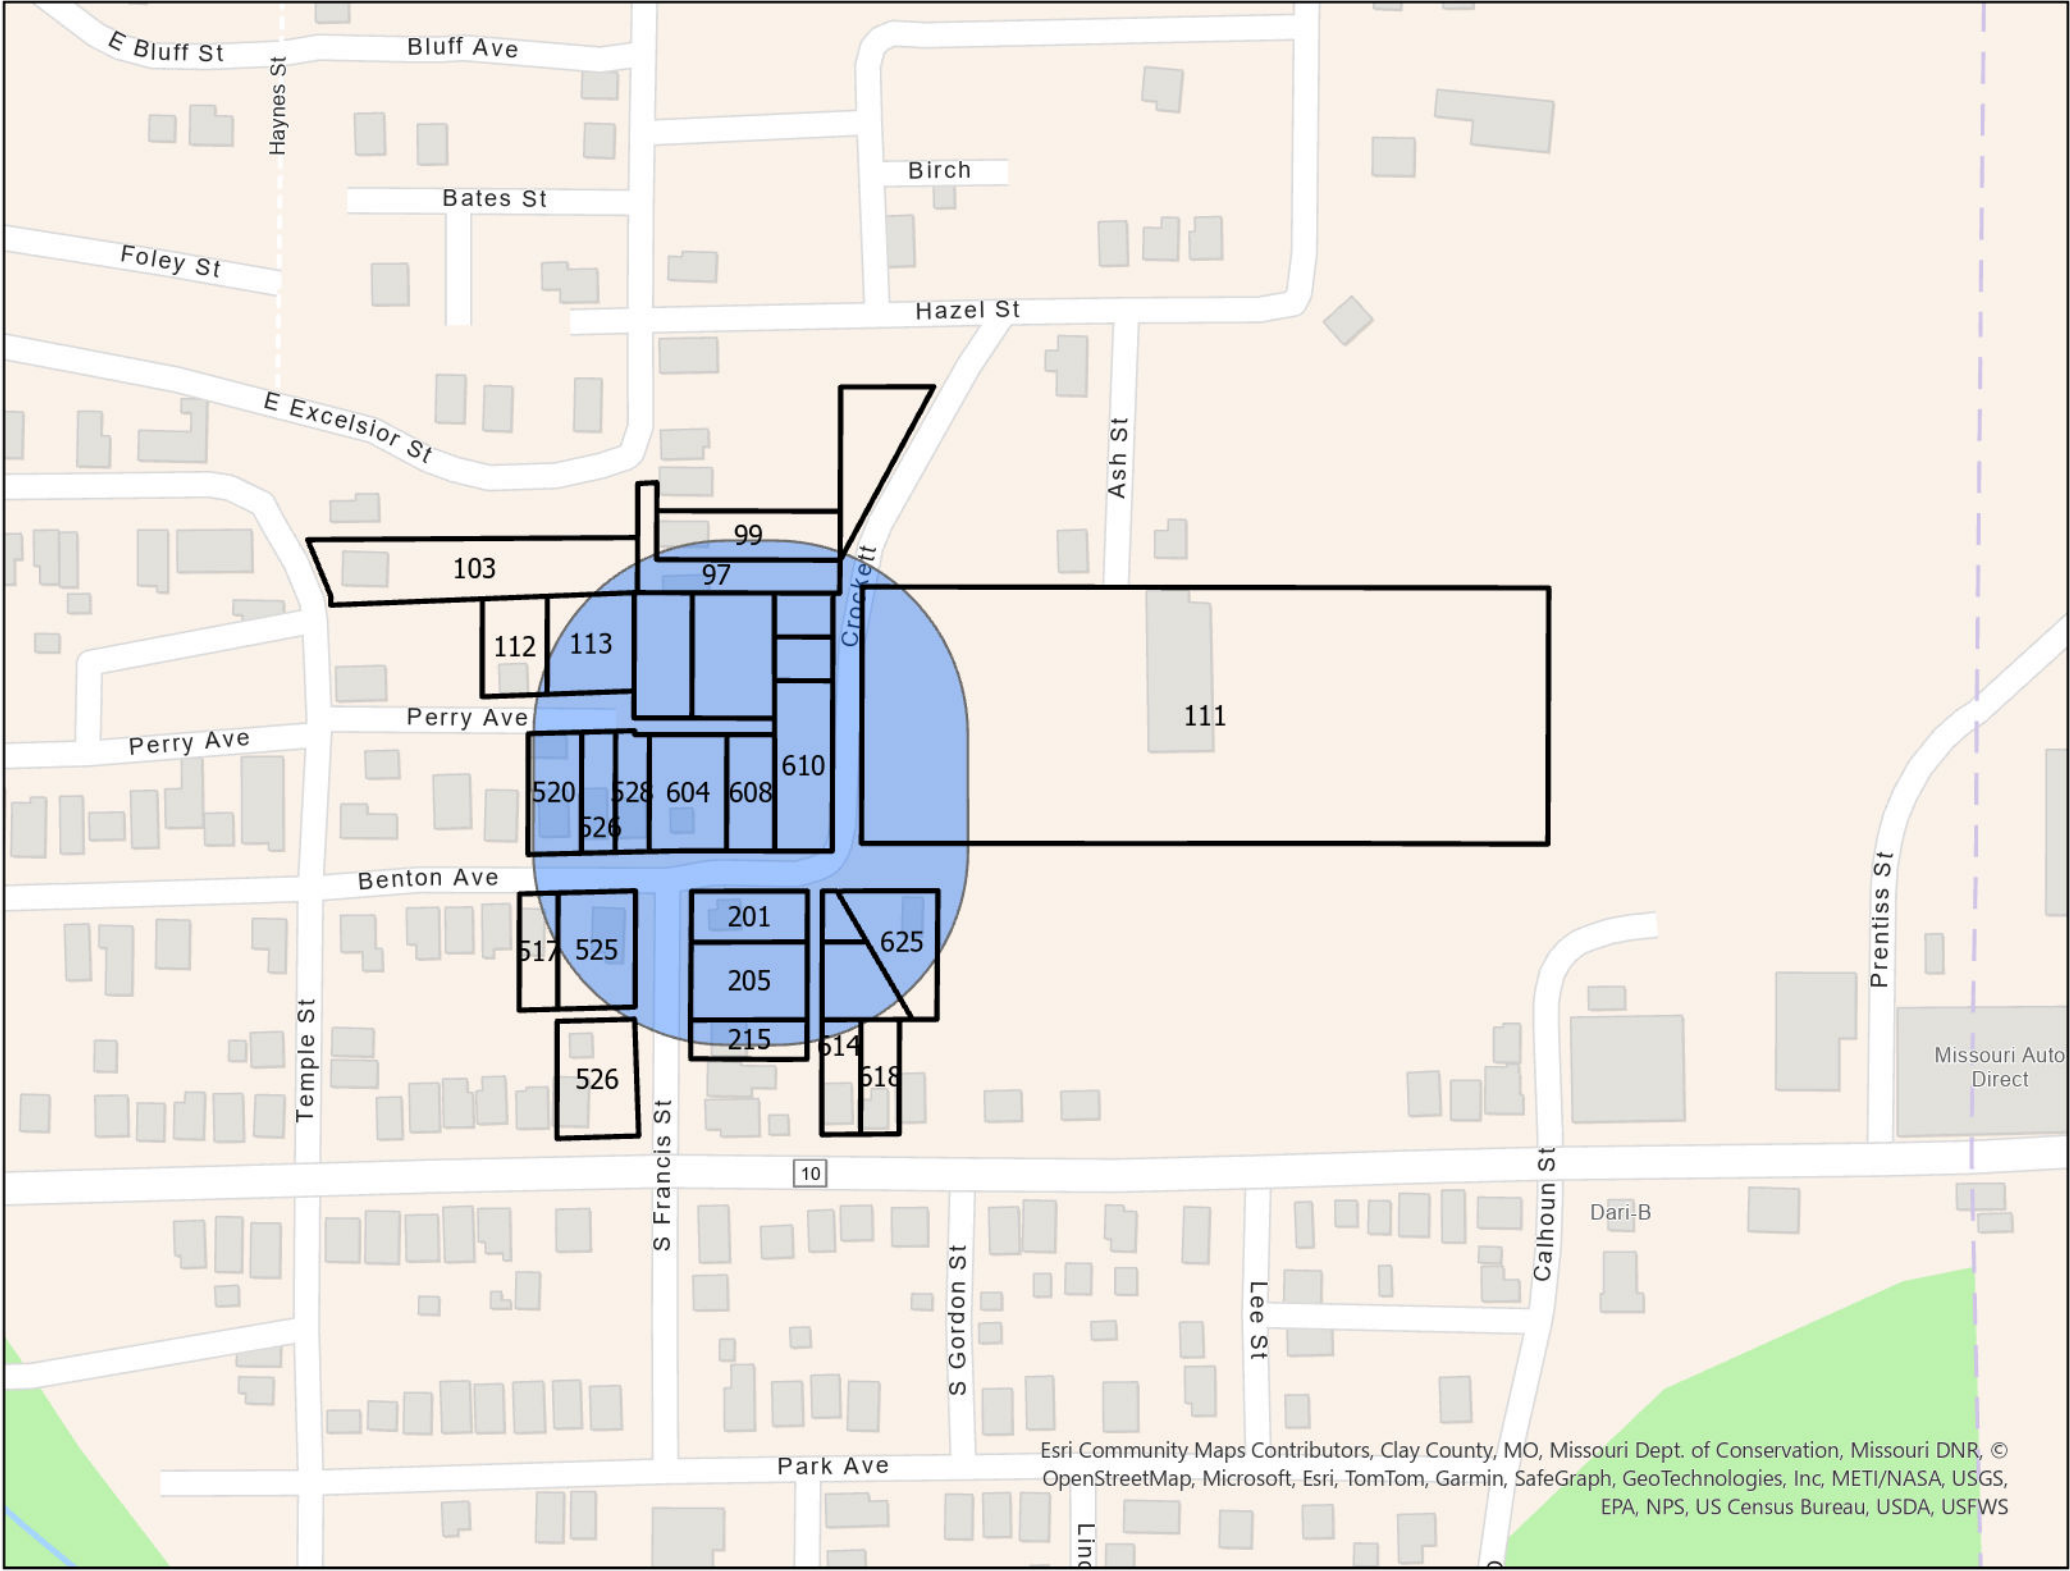 E Bluff St
Bluff Ave
Haynes St
Birch
Bates St
Foley St
Hazel St
E Excelsior St
Ash St
99
103
97
Crockett
112
113
111
Perry Ave
Perry Ave
610
520
528
604
608
526
Benton Ave
201
517
525
625
205
215
614
526
618
Prentiss St
Temple St
Missouri Auto
Direct
S Francis St
10
Calhoun St
Dari-B
S Gordon St
Lee St
Park Ave
Esri Community Maps Contributors, Clay County, MO, Missouri Dept. of Conservation, Missouri DNR, ©
OpenStreetMap, Microsoft, Esri, TomTom, Garmin, SafeGraph, GeoTechnologies, Inc, METI/NASA, USGS,
EPA, NPS, US Census Bureau, USDA, USFWS